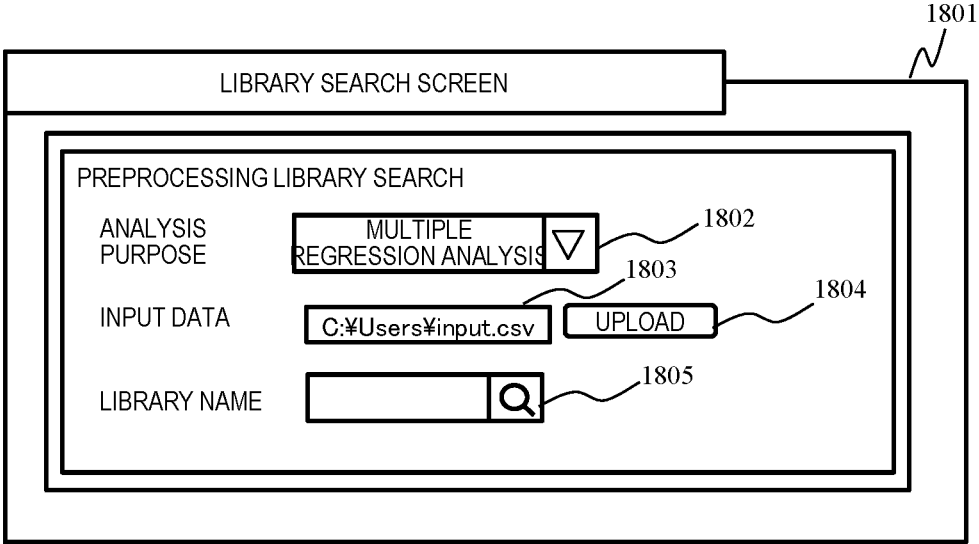 1801
LIBRARY SEARCH SCREEN
PREPROCESSING LIBRARY SEARCH
ANALYSIS
PURPOSE
MULTIPLE
REGRESSION ANALYSIS
1802
1803
INPUT DATA
C:¥Users¥input.csv
UPLOAD
1804
LIBRARY NAME
1805